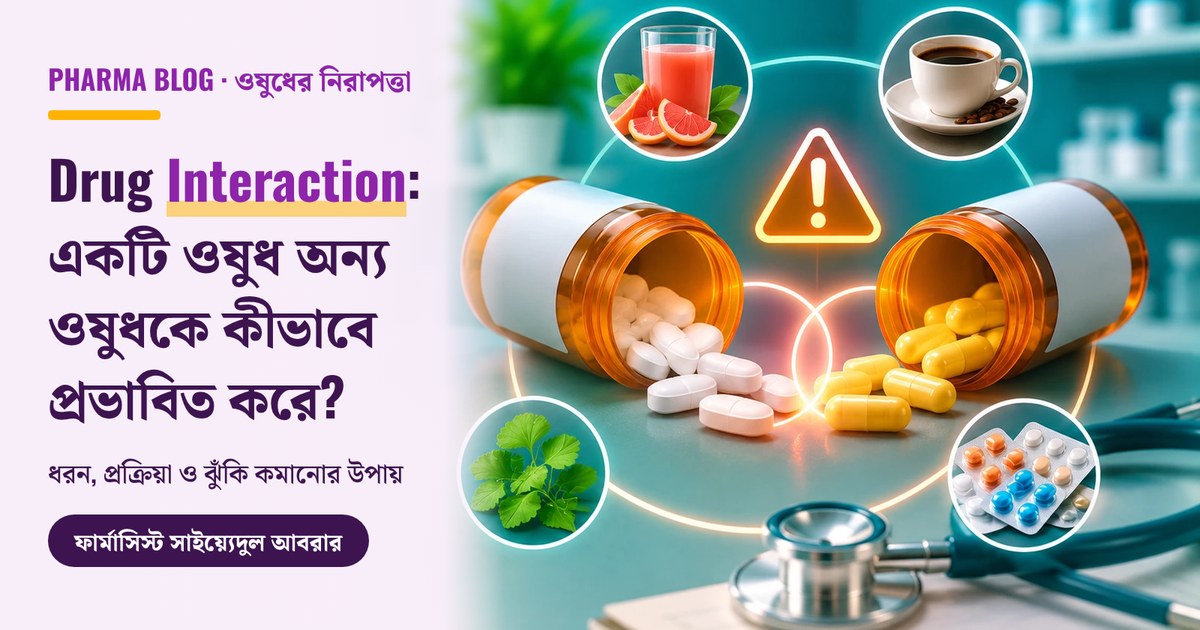 PHARMA BLOG · ওষুধের নিরাপত্তা
Drug Interaction:
একটি ওষুধ অন্য
ওষুধকে কীভাবে
প্রভাবিত করে?
ধরন, প্রক্রিয়া ও ঝুঁকি কমানোর উপায়
ফার্মাসিস্ট সাইয়্যেদুল আবরার